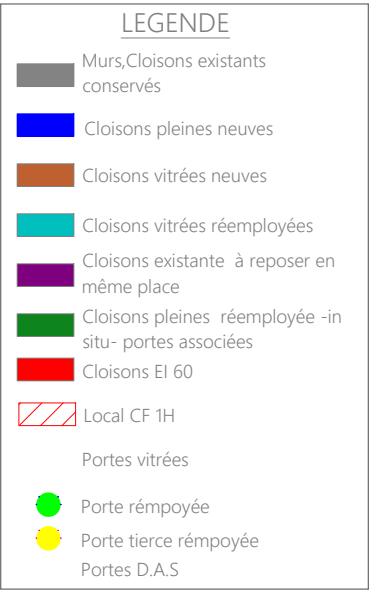 LEGENDE
Murs,Cloisons existants
conservés
Cloisons pleines neuves
Cloisons vitrées neuves
Cloisons vitrées réemployées
Cloisons existante à reposer en
même place
Cloisons pleines réemployée -in
situ- portes associées
Cloisons EI 60
Local CF 1H
Portes vitrées
Porte rémpoyée
Porte tierce rémpoyée
Portes D.A.S